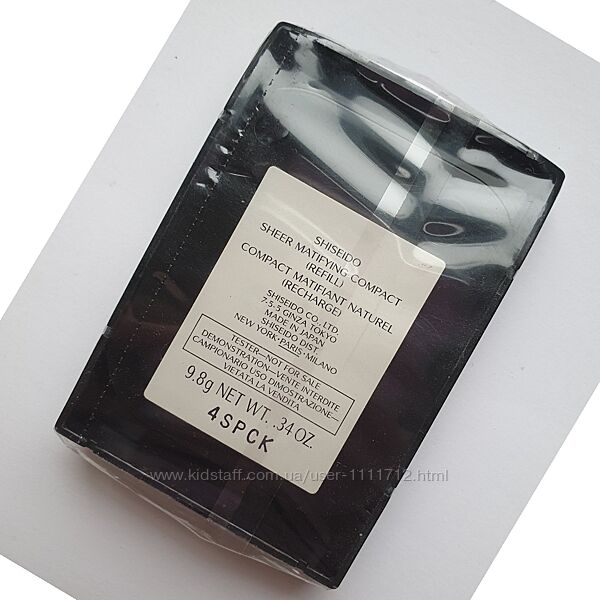 SHISEIDO
SHEER MATIFYING COMPACT
(REFILL)
COMPACT MATIFIANT NATUREL
(RECHARGE)
SHISEIDO CO., LTD.
7-5-5 GINZA TOKYO
MADE IN JAPAN
SHISEIDO DIST.
NEW YORK·PARIS·MILANO
TESTER—NOT FOR SALE
DEMONSTRATION—VENTE INTERDITE
CAMPIONARIO USO DIMOSTRAZIONE—
VIETATA LA VENDITA
9.8g NET WT. .34 OZ.
4SPCK
www.kidstaff.com.ua/user-1111712.html